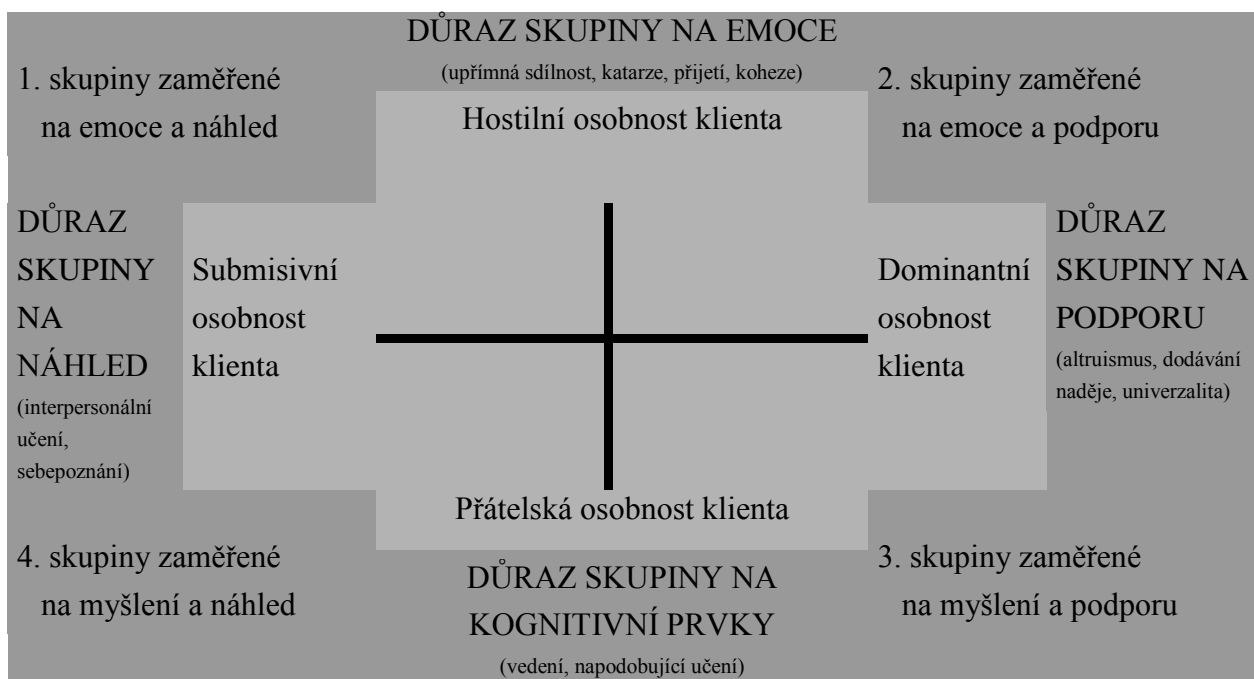 DŮRAZ SKUPINY NA EMOCE
(upřímná sdílnost, katarze, přijetí, koheze)
1. skupiny zaměřené
na emoce a náhled
2. skupiny zaměřené
na emoce a podporu
Hostilní osobnost klienta
DŮRAZ
SKUPINY
NA
NÁHLED
(interpersonální
učení,
sebepoznání)
Submisivní
osobnost
klienta
Dominantní
osobnost
klienta
DŮRAZ
SKUPINY NA
PODPORU
(altruismus, dodávání
naděje, univerzalita)
Přátelská osobnost klienta
4. skupiny zaměřené
na myšlení a náhled
DŮRAZ SKUPINY NA
KOGNITIVNÍ PRVKY
(vedení, napodobující učení)
3. skupiny zaměřené
na myšlení a podporu